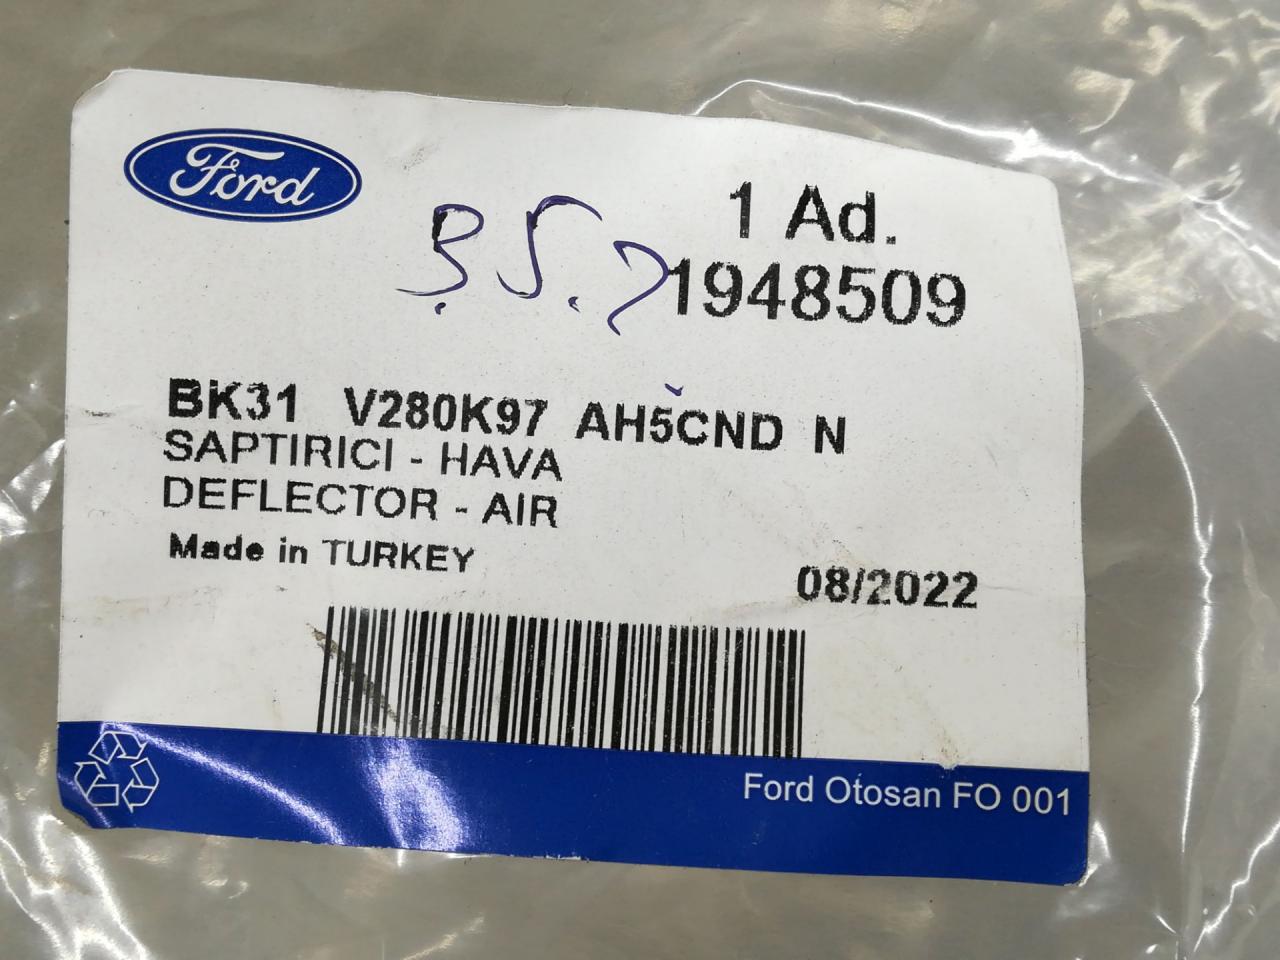 Ford
1 Ad.
1948509
BK31 V280K97 AH5CND N
SAPTIRICI - HAVA
DEFLECTOR - AIR
Made in TURKEY
08/2022
Ford Otosan FO 001